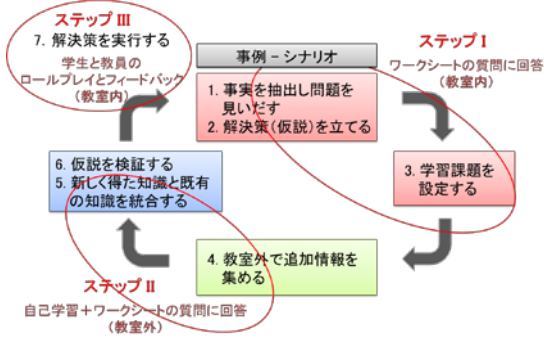 ステップ III
7. 解決策を実行する
学生と教員の
ロールプレイとフィードバック
（教室内）
事例 − シナリオ
1. 事実を抽出し問題を
見いだす
2. 解決策（仮説）を立てる
ステップ I
ワークシートの質問に回答
（教室内）
3. 学習課題を
設定する
4. 教室外で追加情報を
集める
6. 仮説を検証する
5. 新しく得た知識と既有
の知識を統合する
ステップ II
自己学習＋ワークシートの質問に回答
（教室外）